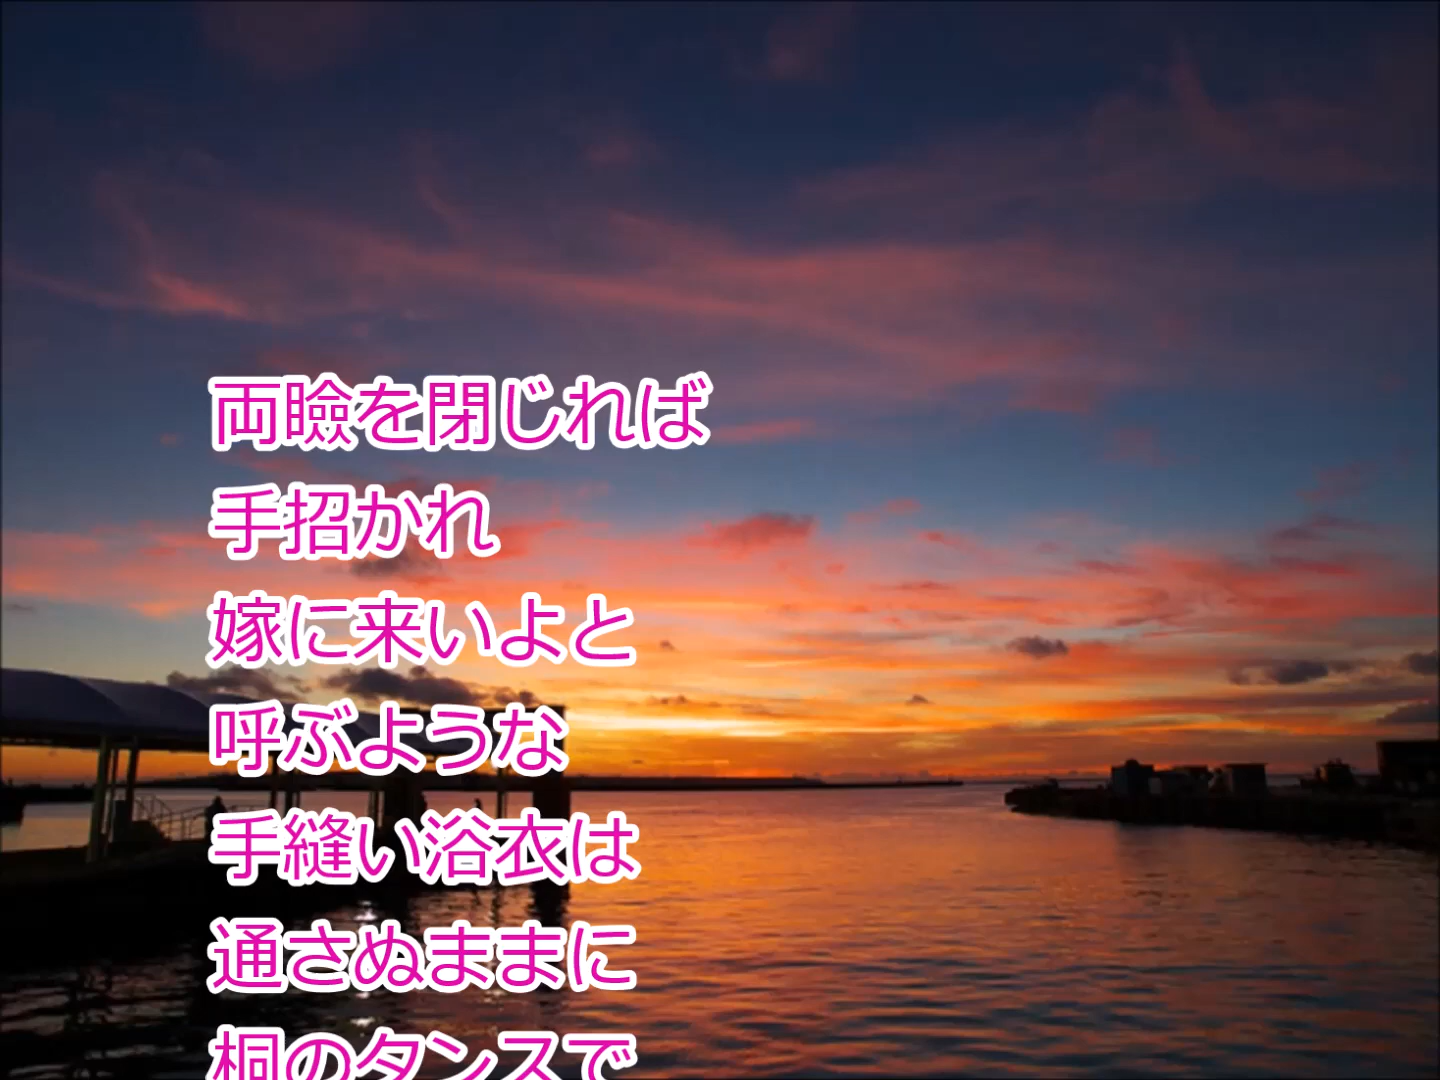 両瞼を閉じれば
手招かれ
嫁に来いよと
呼ぶような
手縫い浴衣は
通さぬままに
桐のタンスで